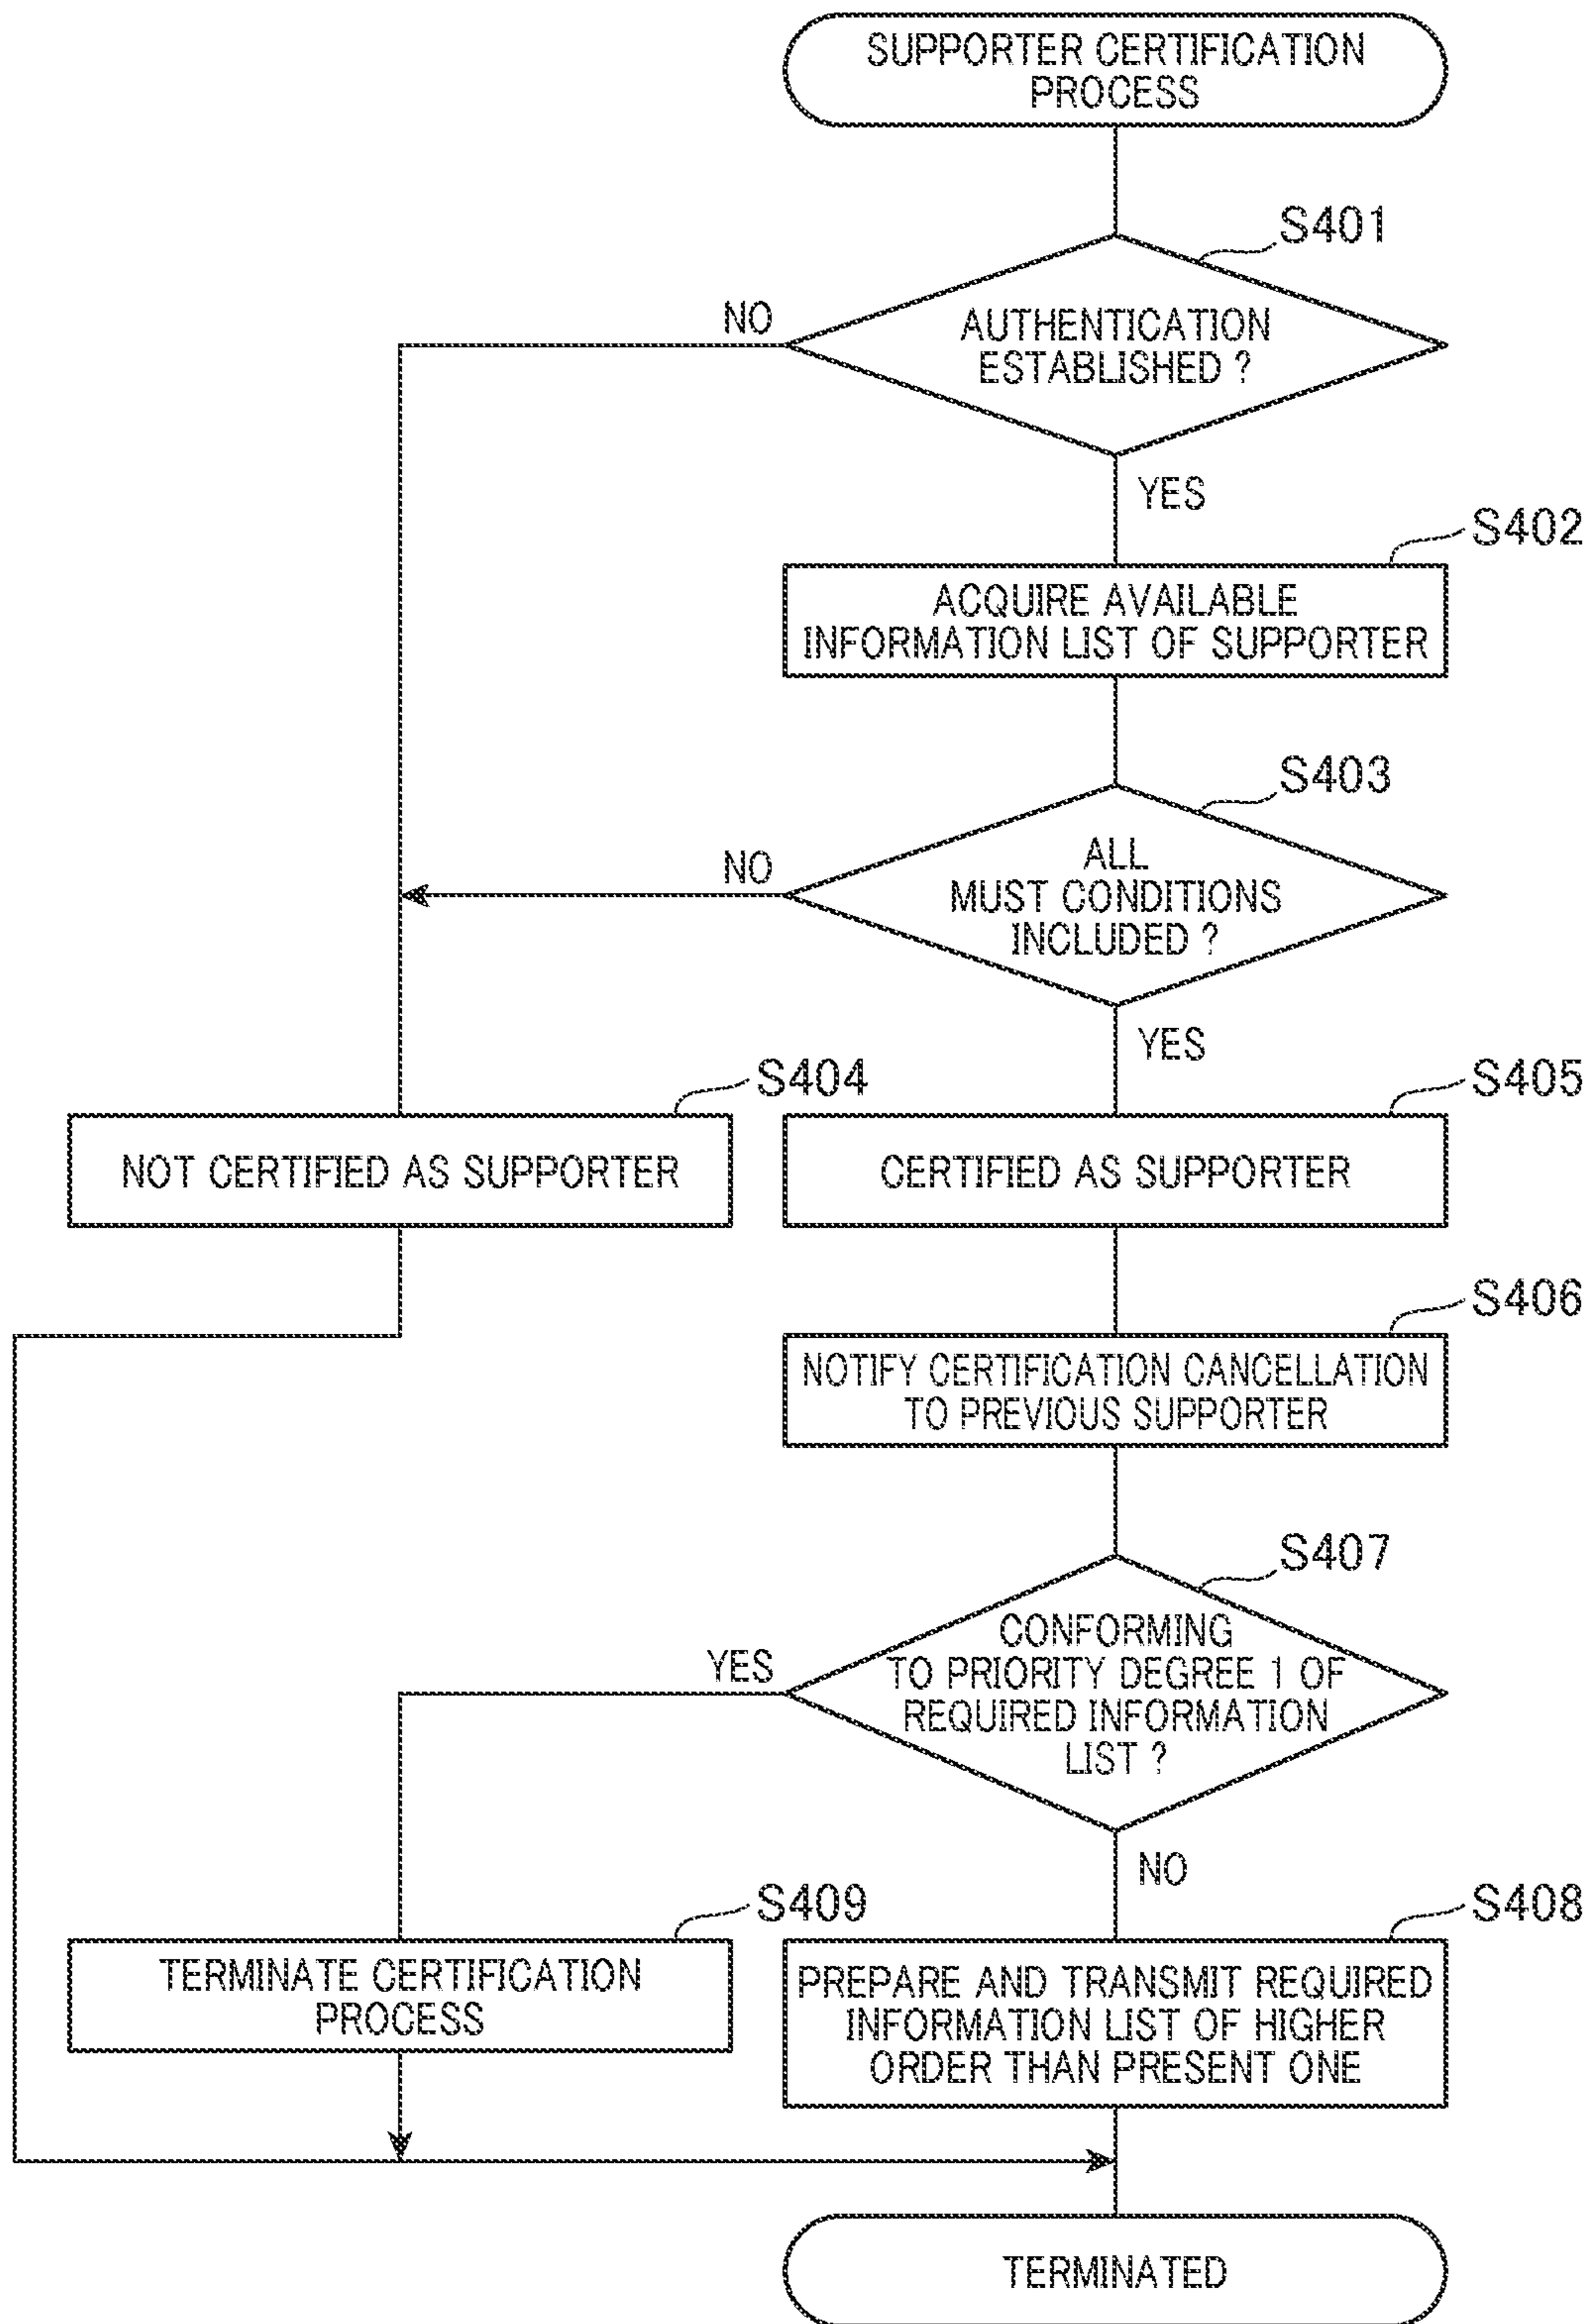 SUPPORTER CERTIFICATION
PROCESS
S401
NO
AUTHENTICATION
ESTABLISHED ?
YES
S402
ACQUIRE AVAILABLE
INFORMATION LIST OF SUPPORTER
S403
NO
ALL
MUST CONDITIONS
INCLUDED ?
YES
S404
NOT CERTIFIED AS SUPPORTER
S405
CERTIFIED AS SUPPORTER
S406
NOTIFY CERTIFICATION CANCELLATION
TO PREVIOUS SUPPORTER
S407
YES
CONFORMING
TO PRIORITY DEGREE 1 OF
REQUIRED INFORMATION
LIST ?
NO
S409
TERMINATE CERTIFICATION
PROCESS
S408
PREPARE AND TRANSMIT REQUIRED
INFORMATION LIST OF HIGHER
ORDER THAN PRESENT ONE
TERMINATED